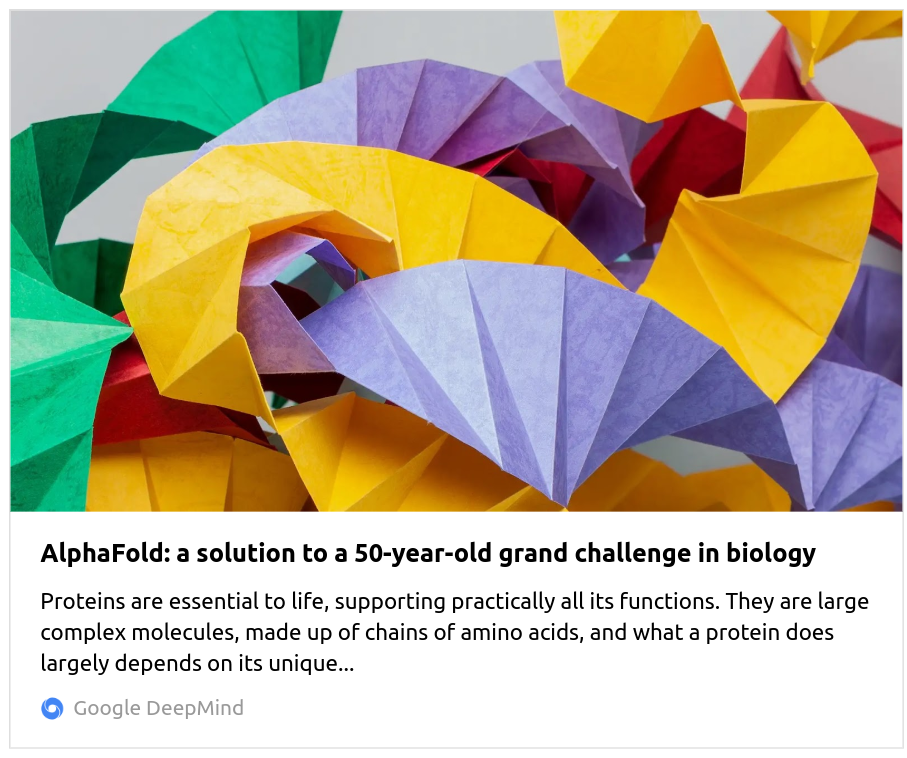 AlphaFold: a solution to a 50-year-old grand challenge in biology
Proteins are essential to life, supporting practically all its functions. They are large
complex molecules, made up of chains of amino acids, and what a protein does
largely depends on its unique...
Google DeepMind